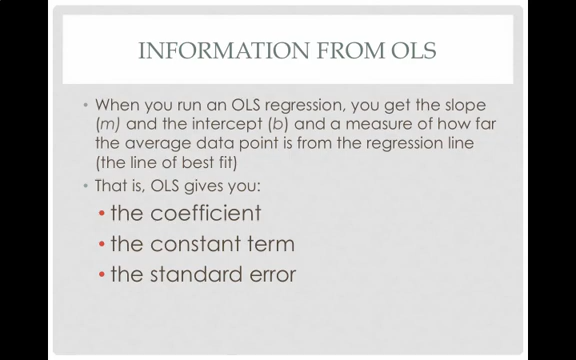 INFORMATION FROM OLS
• When you run an OLS regression, you get the slope
(m) and the intercept (b) and a measure of how far
the average data point is from the regression line
(the line of best fit)
• That is, OLS gives you:
• the coefficient
• the constant term
• the standard error